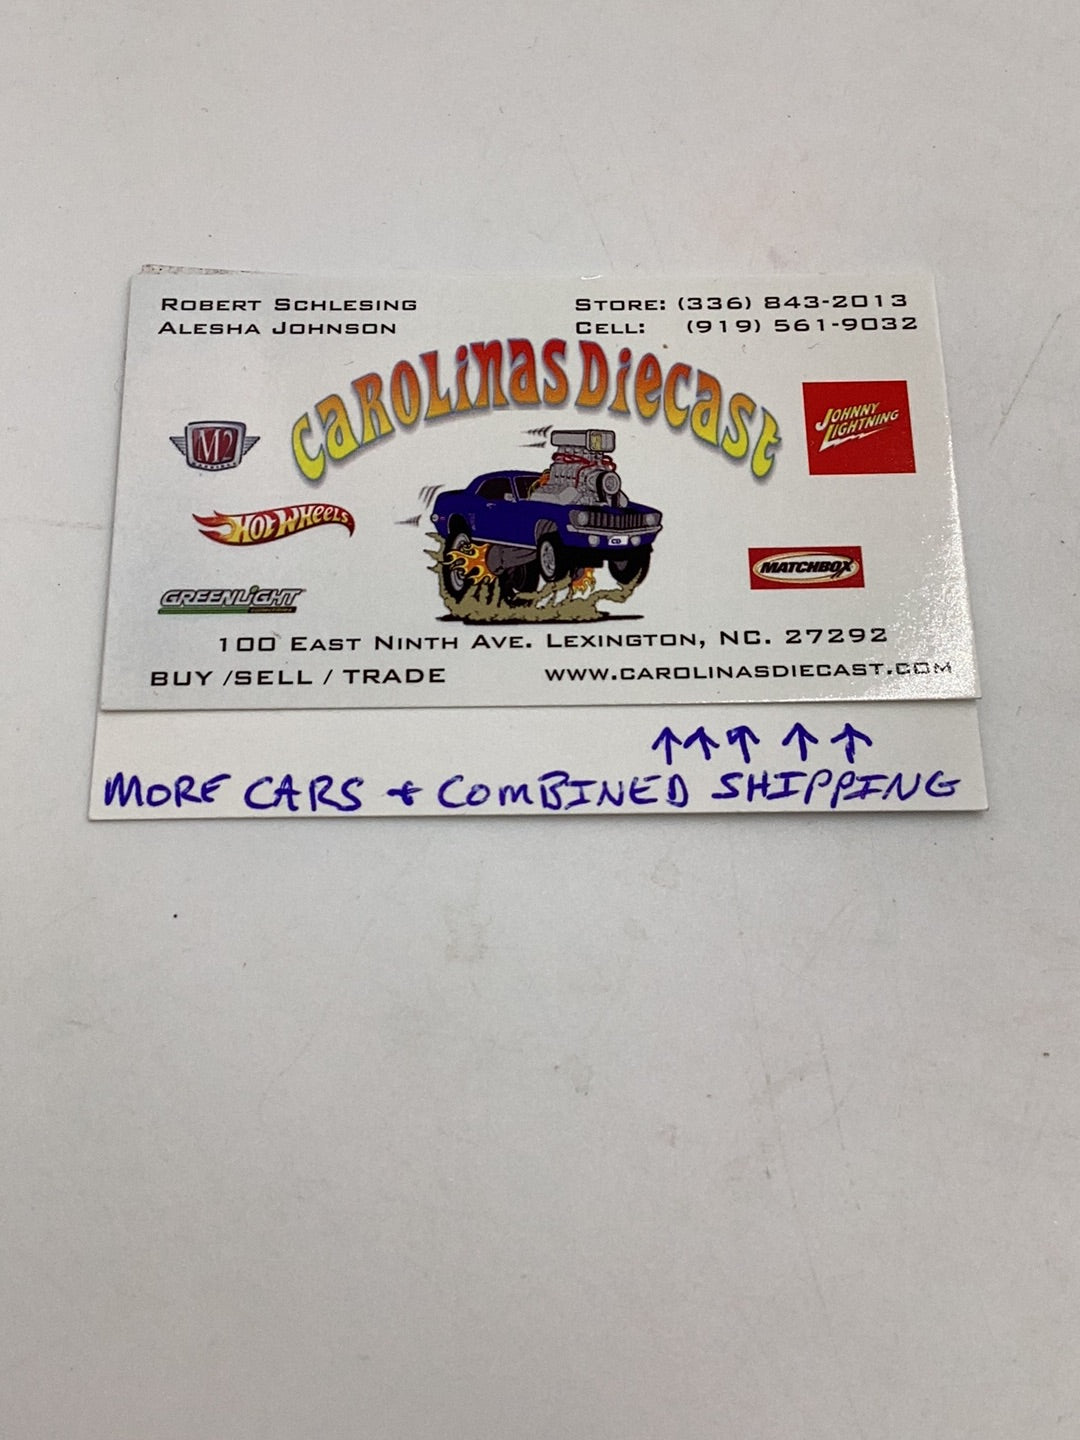 ROBERT SCHLESING
ALESHA JOHNSON
STORE: (336) 843-2013
CELL: (919) 561-9032
CAROLINAS DIECAST
M2
JOHNNY LIGHTNING
HOT WHEELS
MATCHBOX
GREENLIGHT
CD
100 EAST NINTH AVE. LEXINGTON, NC. 27292
BUY /SELL / TRADE
WWW.CAROLINASDIECAST.COM
↑↑↑ ↑ ↑
MORE CARS + COMBINED SHIPPING